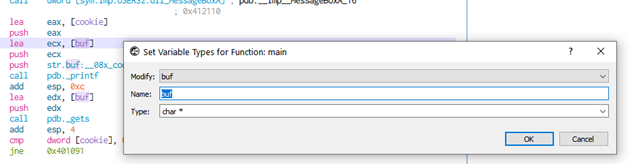 call dword [sym.imp.USER32.dll_MessageBoxA] ; pdb.__imp__MessageBoxA_16
; 0x412110
lea eax, [cookie]
push eax
lea ecx, [buf]
push ecx
push str.buf:__08x_coo
call pdb._printf
add esp, 0xc
lea edx, [buf]
push edx
call pdb._gets
add esp, 4
cmp dword [cookie],
jne 0x401091
Set Variable Types for Function: main
? X
Modify: buf
Name: buf
Type: char *
OK Cancel